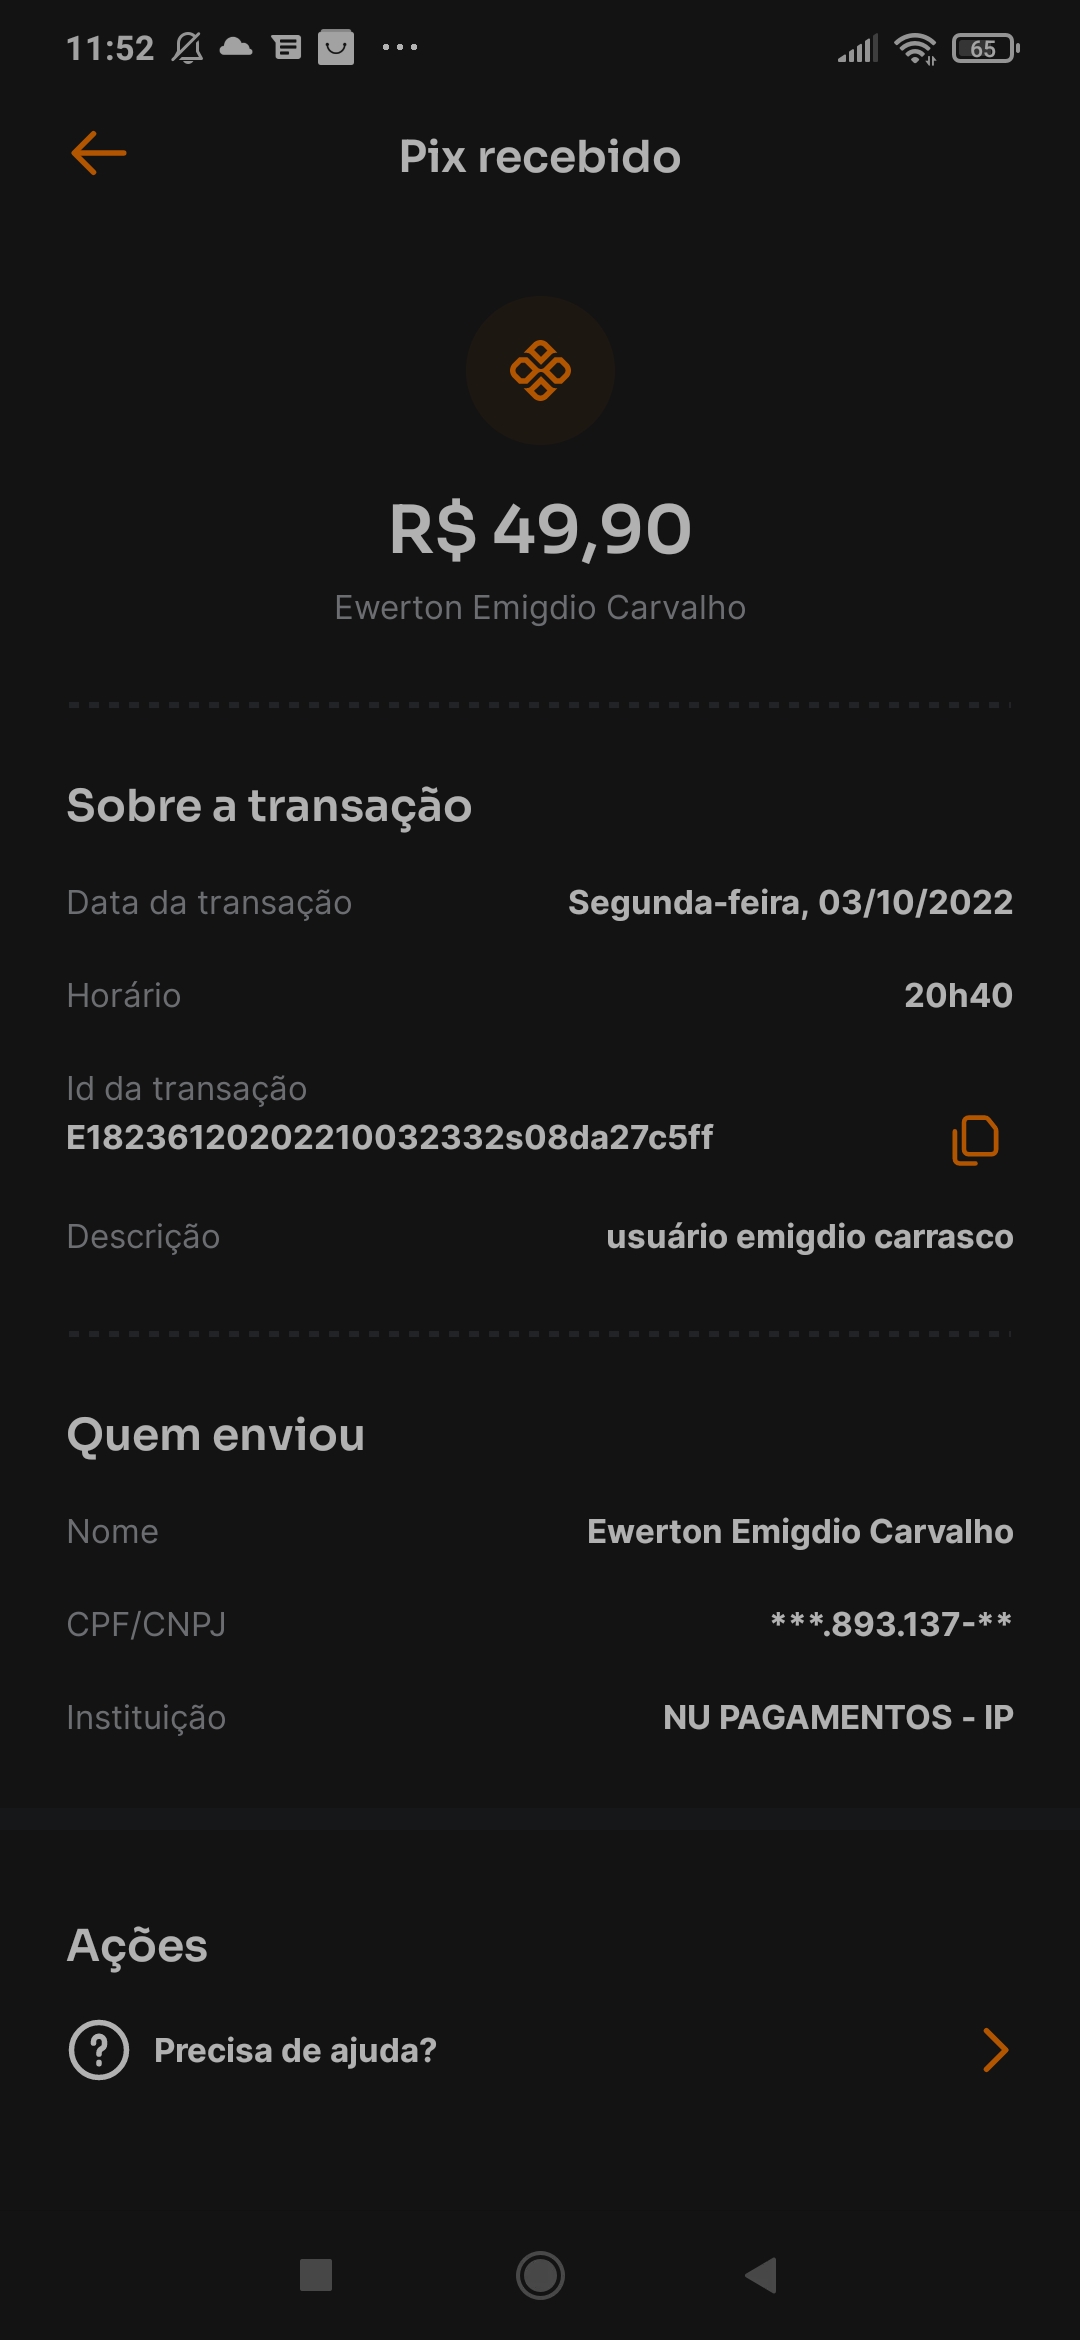 11:52
65
Pix recebido
R$ 49,90
Ewerton Emigdio Carvalho
Sobre a transação
Data da transação Segunda-feira, 03/10/2022
Horário 20h40
Id da transação
E18236120202210032332s08da27c5ff
Descrição usuário emigdio carrasco
Quem enviou
Nome Ewerton Emigdio Carvalho
CPF/CNPJ ***.893.137-**
Instituição NU PAGAMENTOS - IP
Ações
Precisa de ajuda?